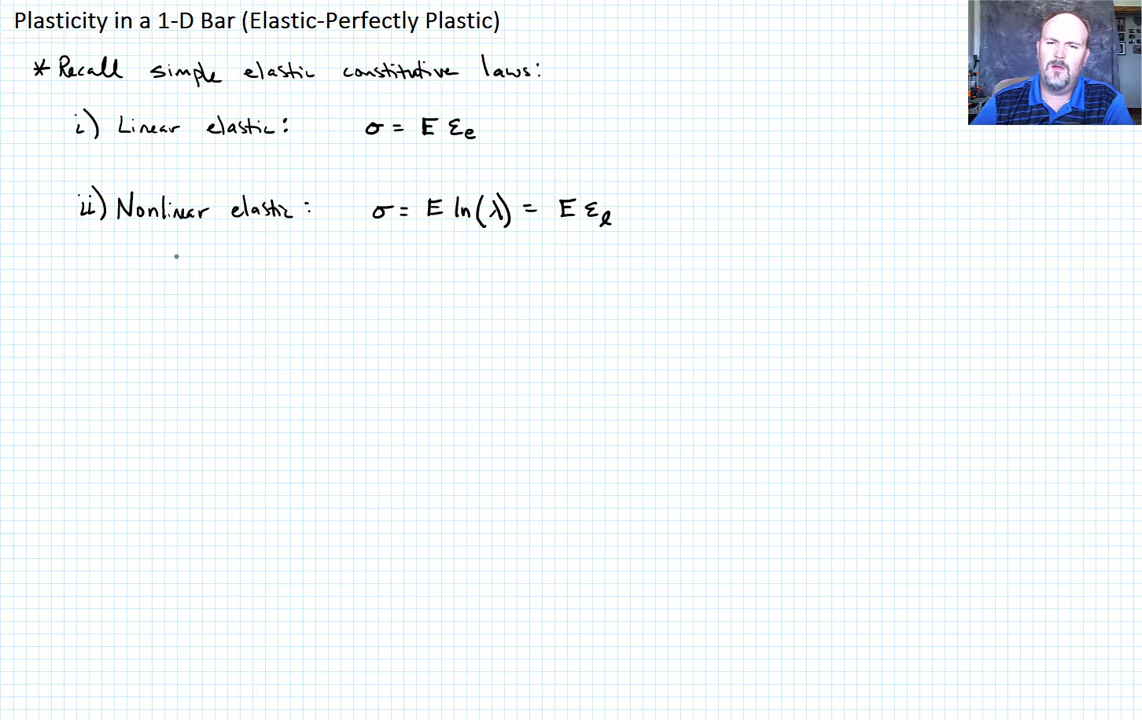 Plasticity in a 1-D Bar (Elastic-Perfectly Plastic)
* Recall simple elastic constitutive laws:
i) Linear elastic: σ = E εe
ii) Nonlinear elastic: σ = E ln(λ) = E εℓ